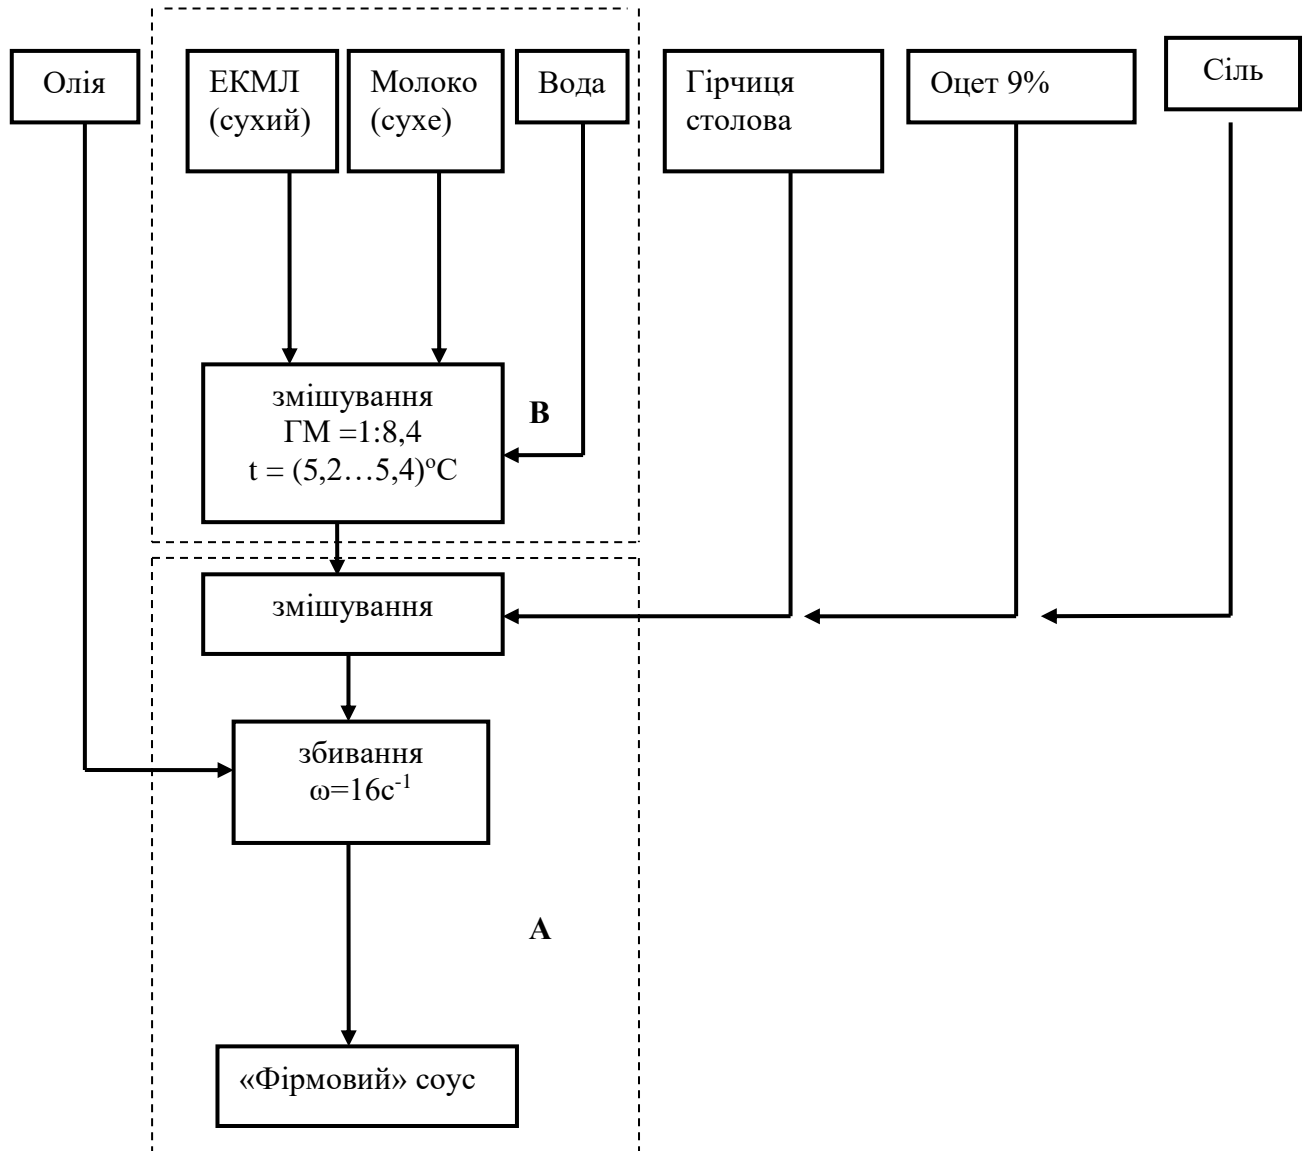 Олія
ЕКМЛ
(сухий)
Молоко
(сухе)
Вода
Гірчиця
столова
Оцет 9%
Сіль
змішування
ГМ =1:8,4
t = (5,2…5,4)ºС
В
змішування
збивання
ω=16с⁻¹
А
«Фірмовий» соус